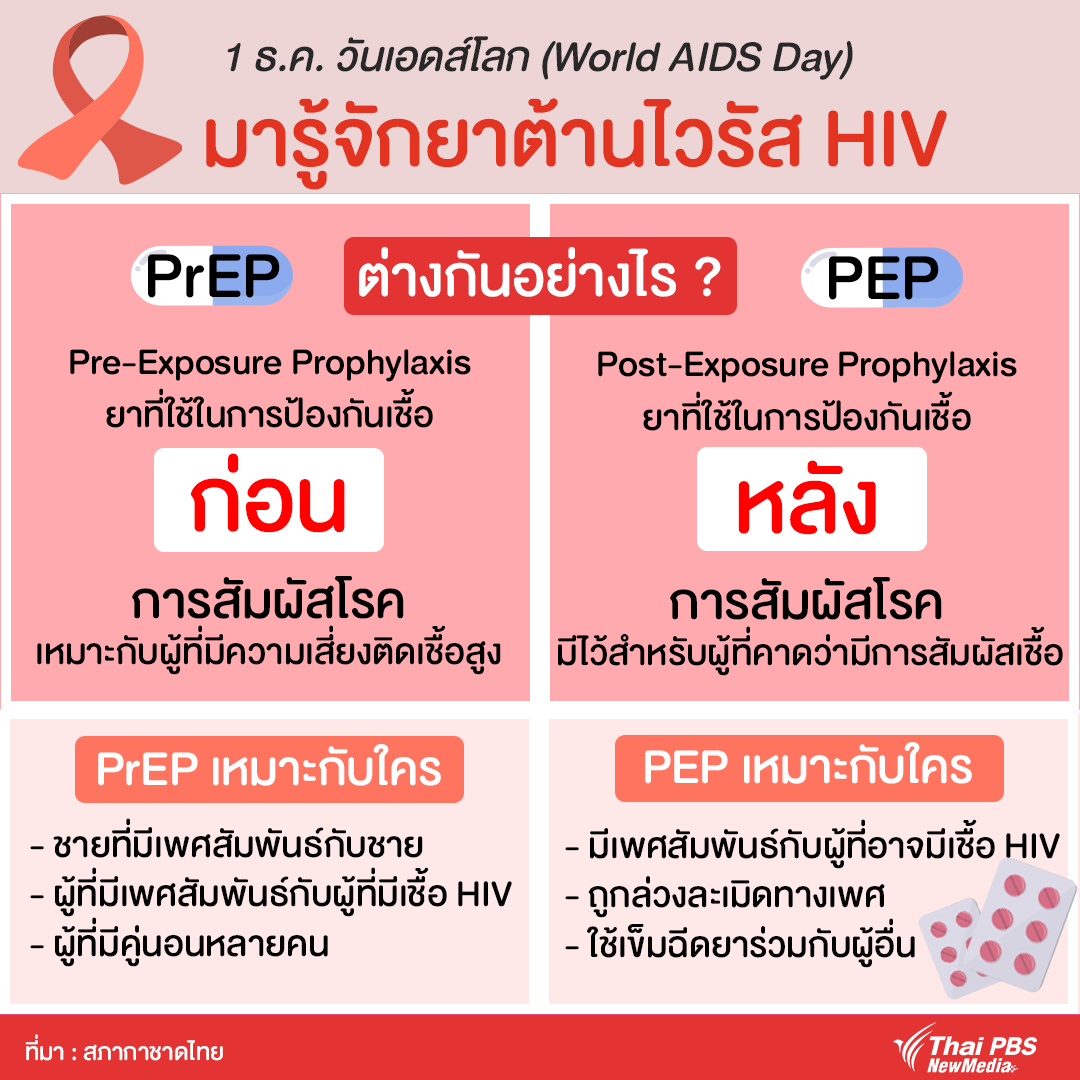 1 ธ.ค. วันเอดส์โลก (World AIDS Day)
มารู้จักยาต้านไวรัส HIV
PrEP
ต่างกันอย่างไร ?
PEP
Pre-Exposure Prophylaxis
ยาที่ใช้ในการป้องกันเชื้อ
ก่อน
การสัมผัสโรค
เหมาะกับผู้ที่มีความเสี่ยงติดเชื้อสูง
Post-Exposure Prophylaxis
ยาที่ใช้ในการป้องกันเชื้อ
หลัง
การสัมผัสโรค
มีไว้สำหรับผู้ที่คาดว่ามีการสัมผัสเชื้อ
PrEP เหมาะกับใคร
- ชายที่มีเพศสัมพันธ์กับชาย
- ผู้ที่มีเพศสัมพันธ์กับผู้ที่มีเชื้อ HIV
- ผู้ที่มีคู่นอนหลายคน
PEP เหมาะกับใคร
- มีเพศสัมพันธ์กับผู้ที่อาจมีเชื้อ HIV
- ถูกล่วงละเมิดทางเพศ
- ใช้เข็มฉีดยาร่วมกับผู้อื่น
ที่มา : สภากาชาดไทย
Thai PBS
NewMedia